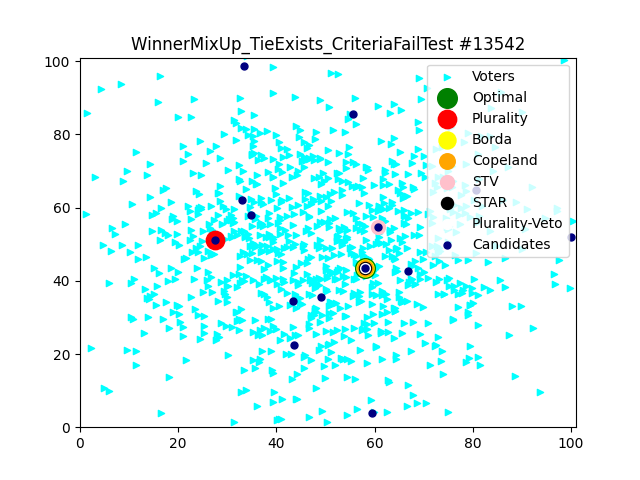 WinnerMixUp_TieExists_CriteriaFailTest #13542
100
80
60
40
20
0
0
20
40
60
80
100
Voters
Optimal
Plurality
Borda
Copeland
STV
STAR
Plurality-Veto
Candidates